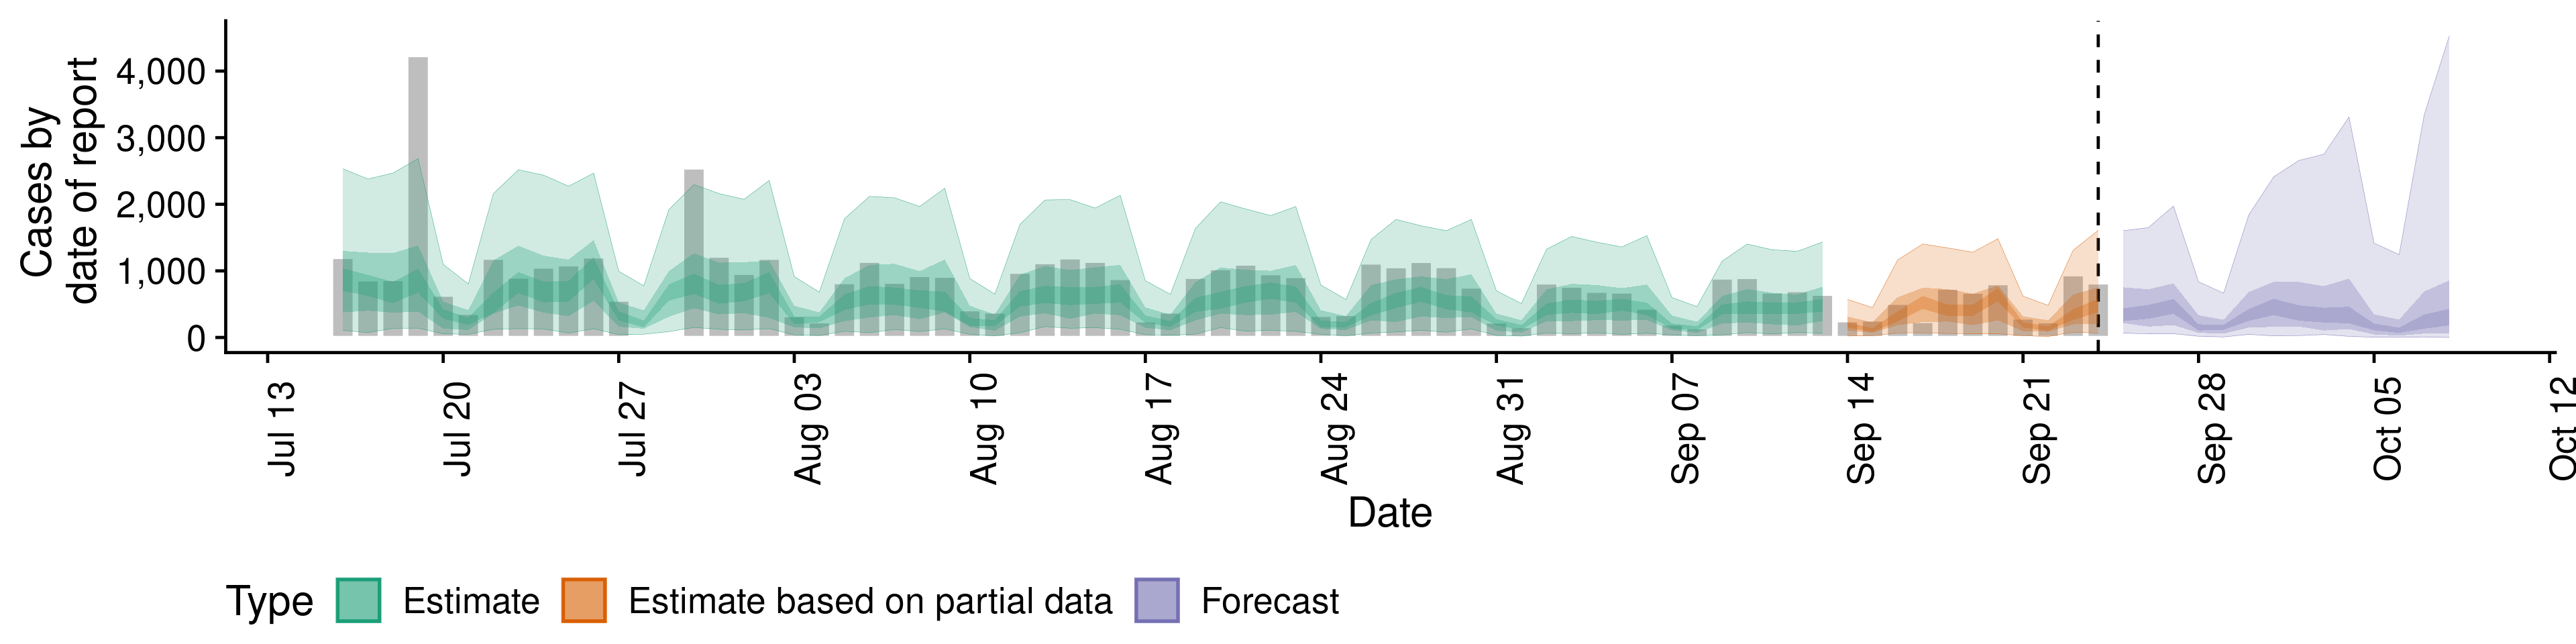 Cases by
date of report
4,000
3,000
2,000
1,000
0
Jul 13
Jul 20
Jul 27
Aug 03
Aug 10
Aug 17
Aug 24
Aug 31
Sep 07
Sep 14
Sep 21
Sep 28
Oct 05
Oct 12
Date
Type Estimate Estimate based on partial data Forecast